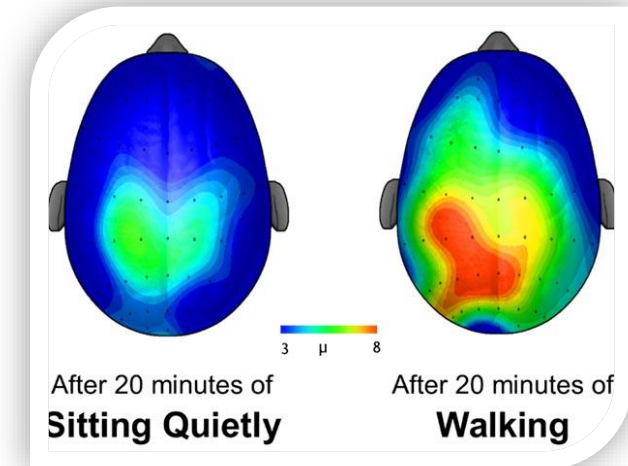 3 μ 8
After 20 minutes of
Sitting Quietly
After 20 minutes of
Walking